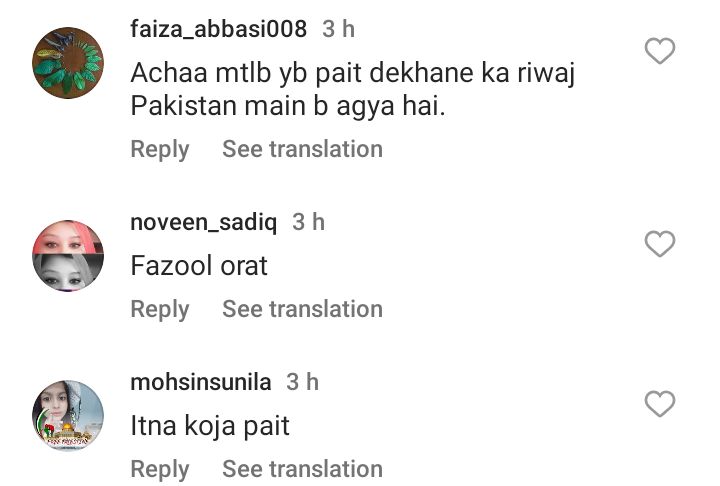 faiza_abbasi008 3 h
Achaa mtlb yb pait dekhane ka riwaj
Pakistan main b agya hai.
Reply See translation
noveen_sadiq 3 h
Fazool orat
Reply See translation
mohsinsunila 3 h
Itna koja pait
Reply See translation